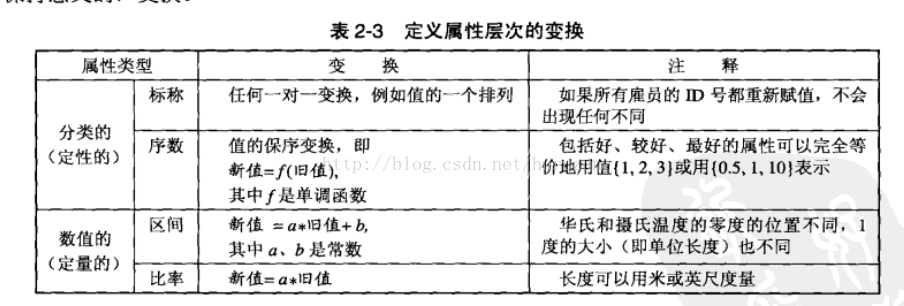 表 2-3 定义属性层次的变换
属性类型 变 换 注 释
分类的
（定性的）
标称 任何一对一变换，例如值的一个排列 如果所有雇员的 ID 号都重新赋值，不会
出现任何不同
序数 值的保序变换，即
新值=f(旧值),
其中 f 是单调函数
包括好、较好、最好的属性可以完全等
价地用值{1, 2, 3}或用{0.5, 1, 10}表示
http://blog.csdn.net/h
数值的
（定量的）
区间 新值 =a*旧值+b,
其中 a、b 是常数
华氏和摄氏温度的零度的位置不同，1
度的大小（即单位长度）也不同
比率 新值=a*旧值 长度可以用米或英尺度量